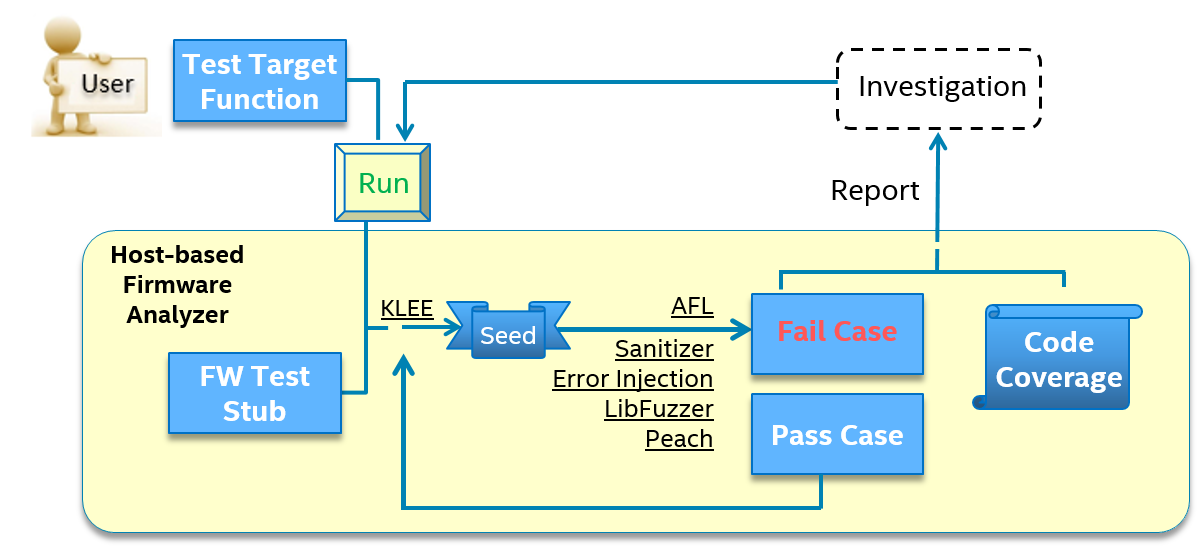 User
Test Target
Function
Investigation
Run
Report
Host-based
Firmware
Analyzer
KLEE
Seed
AFL
Sanitizer
Error Injection
LibFuzzer
Peach
Fail Case
Code
Coverage
FW Test
Stub
Pass Case